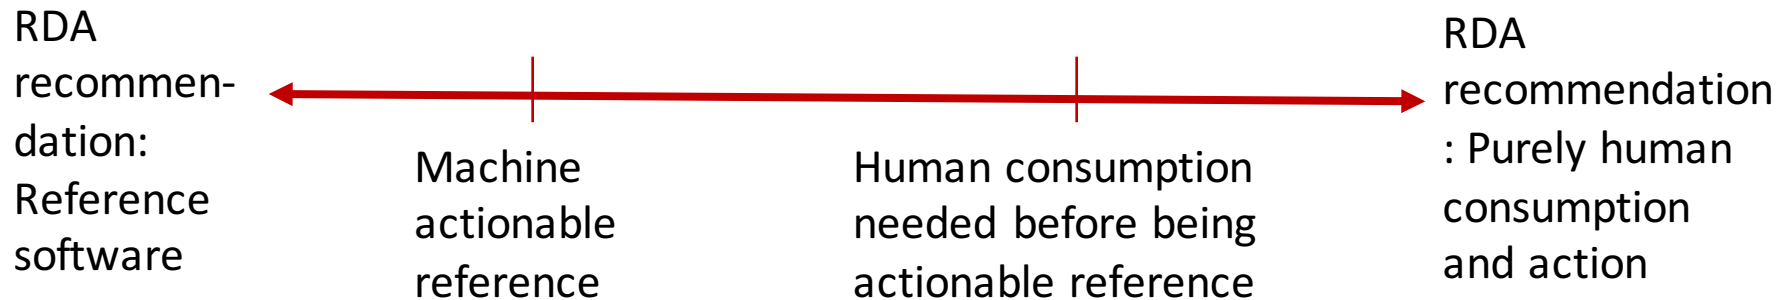 RDA
recommen-
dation:
Reference
software
Machine
actionable
reference
Human consumption
needed before being
actionable reference
RDA
recommendation
: Purely human
consumption
and action